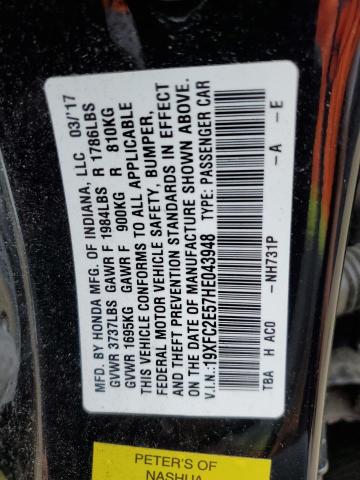 MFD. BY HONDA MFG. OF INDIANA, LLC 03/'17
GVWR 3737LBS GAWR F 1984LBS R 1786LBS
GVWR 1695KG GAWR F 900KG R 810KG
THIS VEHICLE CONFORMS TO ALL APPLICABLE
FEDERAL MOTOR VEHICLE SAFETY, BUMPER,
AND THEFT PREVENTION STANDARDS IN EFFECT
ON THE DATE OF MANUFACTURE SHOWN ABOVE.
V.I.N.:19XFC2E57HE043948 TYPE: PASSENGER CAR
TBA H AC0 -NH731P -A -E
PETER'S OF
NASHUA